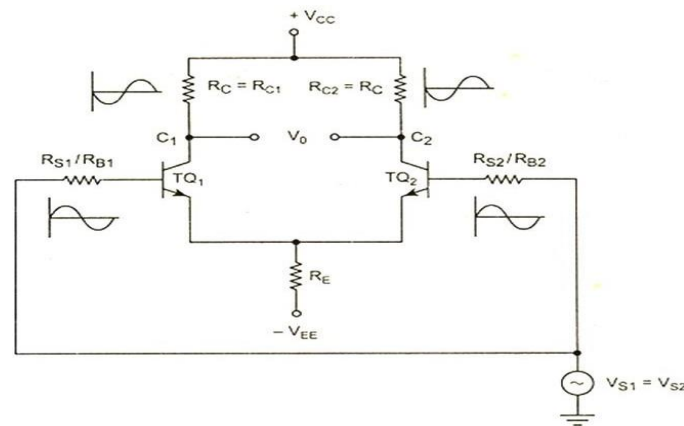 + V_CC
R_C = R_C1
R_C2 = R_C
C_1
V_0
C_2
R_S1/R_B1
R_S2/R_B2
TQ_1
TQ_2
R_E
– V_EE
~
V_S1 = V_S2